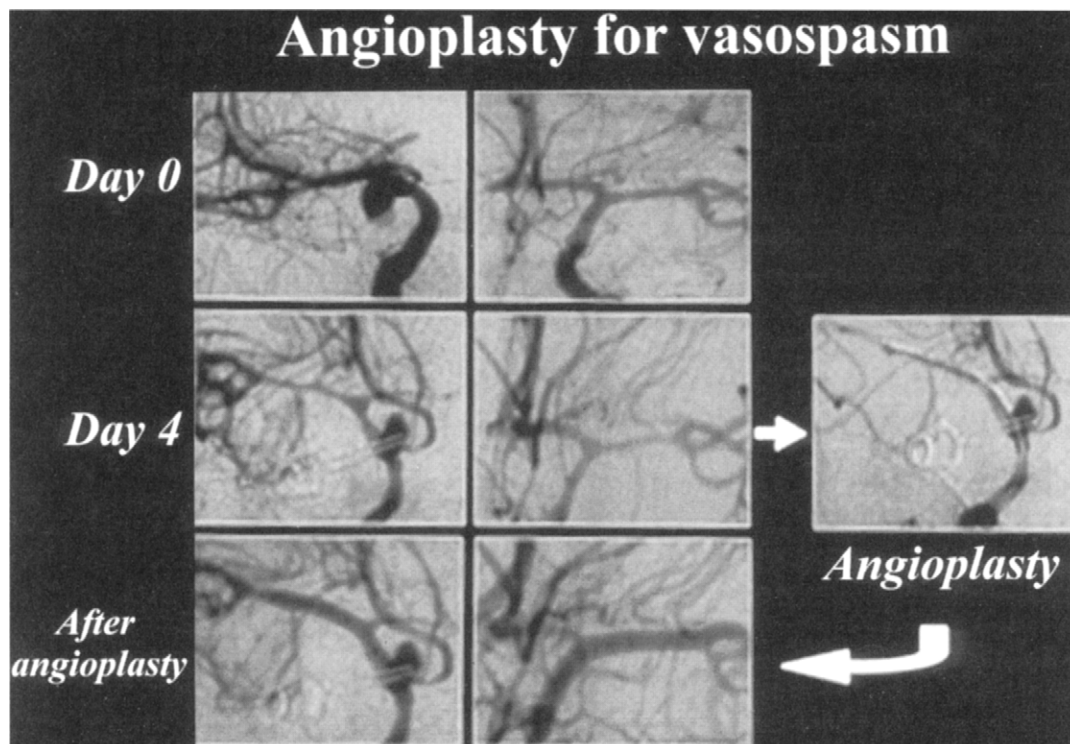 Angioplasty for vasospasm
Day 0
Day 4
Angioplasty
After
angioplasty